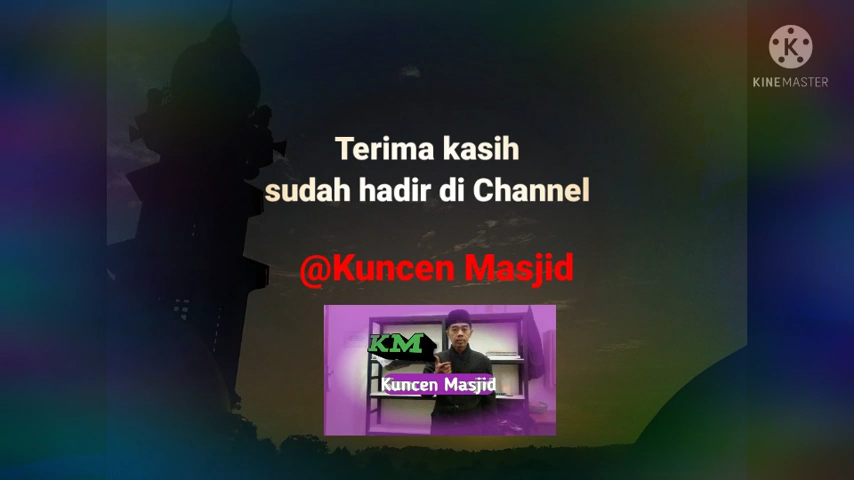 K
KINEMASTER
Terima kasih
sudah hadir di Channel
@Kuncen Masjid
KM
Kuncen Masjid